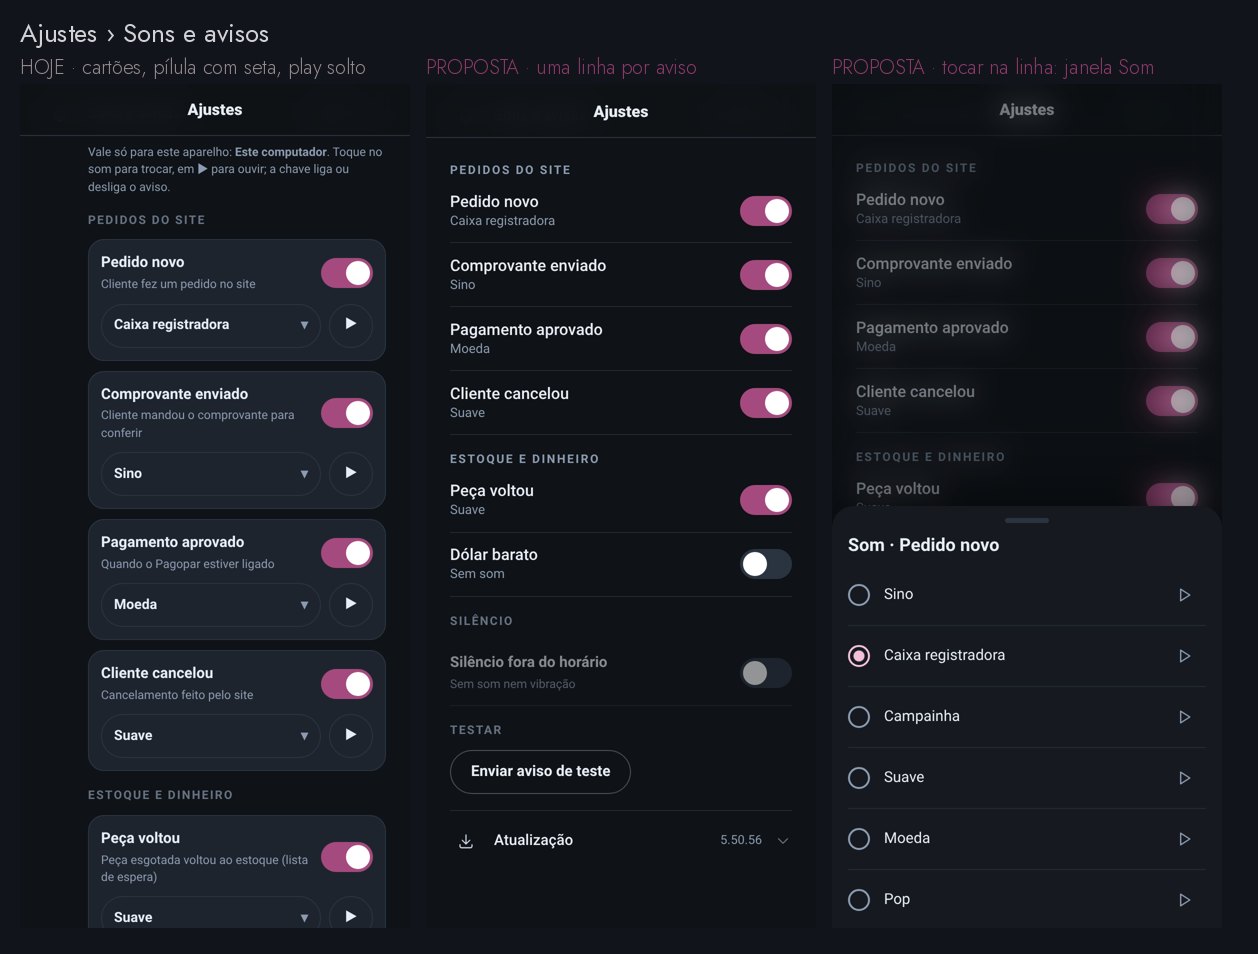 Ajustes › Sons e avisos
HOJE · cartões, pílula com seta, play solto
Ajustes
Vale só para este aparelho: Este computador. Toque no
som para trocar, em ▶ para ouvir; a chave liga ou
desliga o aviso.
PEDIDOS DO SITE
Pedido novo
Cliente fez um pedido no site
Caixa registradora
Comprovante enviado
Cliente mandou o comprovante para
conferir
Sino
Pagamento aprovado
Quando o Pagopar estiver ligado
Moeda
Cliente cancelou
Cancelamento feito pelo site
Suave
ESTOQUE E DINHEIRO
Peça voltou
Peça esgotada voltou ao estoque (lista
de espera)
Suave
PROPOSTA · uma linha por aviso
Ajustes
PEDIDOS DO SITE
Pedido novo
Caixa registradora
Comprovante enviado
Sino
Pagamento aprovado
Moeda
Cliente cancelou
Suave
ESTOQUE E DINHEIRO
Peça voltou
Suave
Dólar barato
Sem som
SILÊNCIO
Silêncio fora do horário
Sem som nem vibração
TESTAR
Enviar aviso de teste
Atualização 5.50.56
PROPOSTA · tocar na linha: janela Som
Ajustes
PEDIDOS DO SITE
Pedido novo
Caixa registradora
Comprovante enviado
Sino
Pagamento aprovado
Moeda
Cliente cancelou
Suave
ESTOQUE E DINHEIRO
Peça voltou
Som · Pedido novo
Sino
Caixa registradora
Campainha
Suave
Moeda
Pop